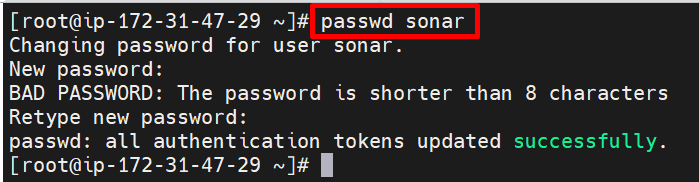 [root@ip-172-31-47-29 ~]# passwd sonar
Changing password for user sonar.
New password:
BAD PASSWORD: The password is shorter than 8 characters
Retype new password:
passwd: all authentication tokens updated successfully.
[root@ip-172-31-47-29 ~]#